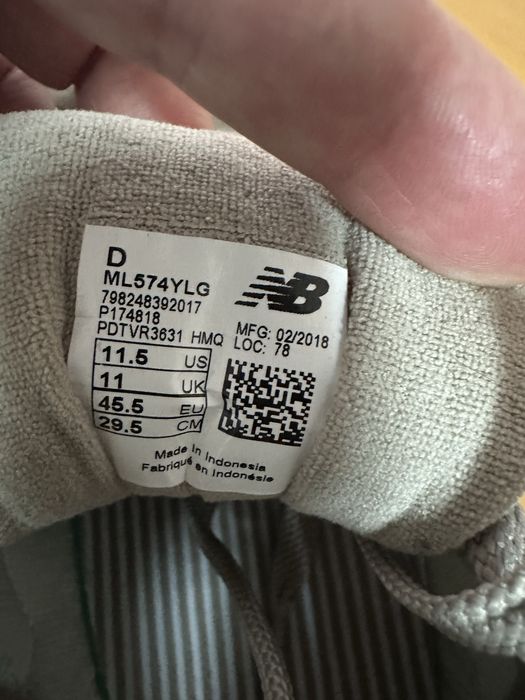 D
ML574YLG
798248392017
P174818
PDTVR3631 HMQ
NB
MFG: 02/2018
LOC: 78
11.5 US
11 UK
45.5 EU
29.5 CM
Made in Indonesia
Fabriqué en Indonésie